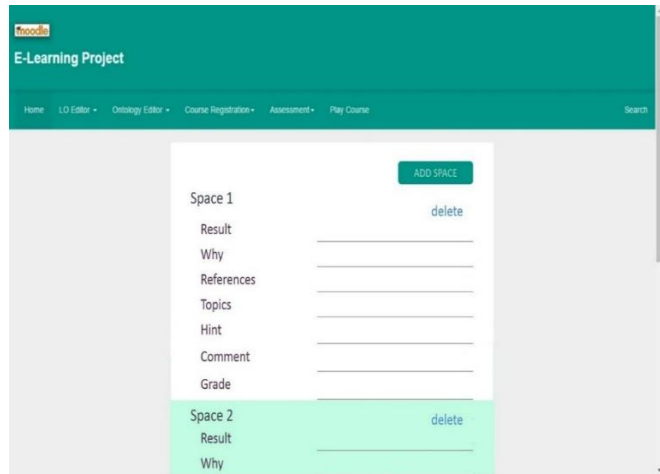 moodle
E-Learning Project
Home LO Editor Ontology Editor Course Registration Assessment Play Course Search
ADD SPACE
Space 1
delete
Result
Why
References
Topics
Hint
Comment
Grade
Space 2 delete
Result
Why